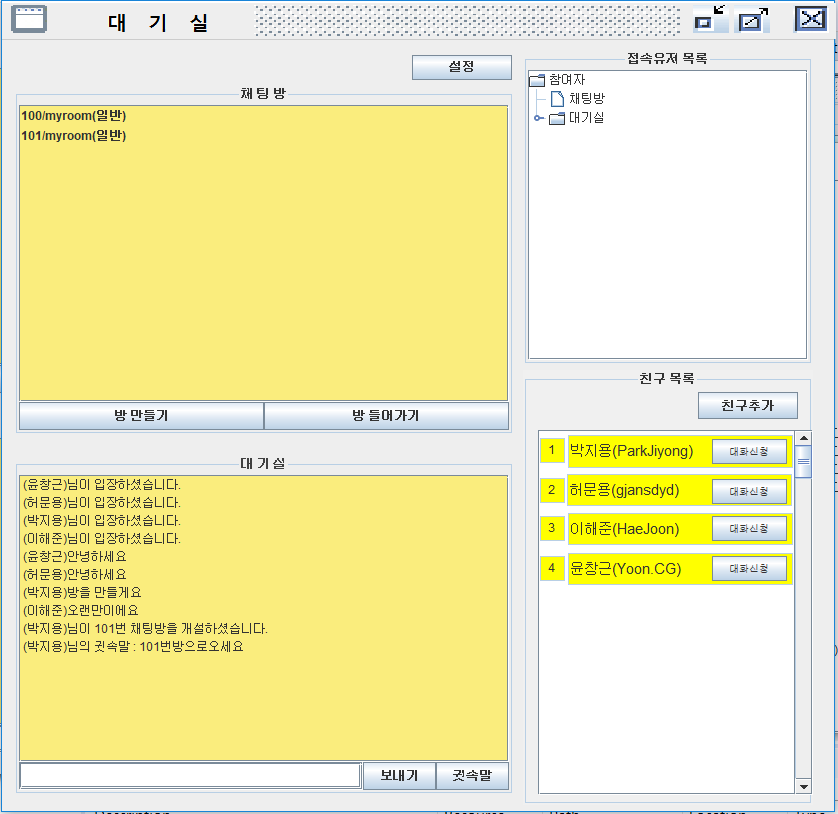 대 기 실
설정
채 팅 방
100/myroom(일반)
101/myroom(일반)
방 만들기
방 들어가기
대 기 실
(윤창근)님이 입장하셨습니다.
(허문용)님이 입장하셨습니다.
(박지용)님이 입장하셨습니다.
(이해준)님이 입장하셨습니다.
(윤창근)안녕하세요
(허문용)안녕하세요
(박지용)방을 만들게요
(이해준)오랜만이에요
(박지용)님이 101번 채팅방을 개설하셨습니다.
(박지용)님의 귓속말 : 101번방으로오세요
보내기
귓속말
접속유저 목록
참여자
채팅방
대기실
친구 목록
친구추가
1 박지용(ParkJiyong) 대화신청
2 허문용(gjansdyd) 대화신청
3 이해준(HaeJoon) 대화신청
4 윤창근(Yoon.CG) 대화신청